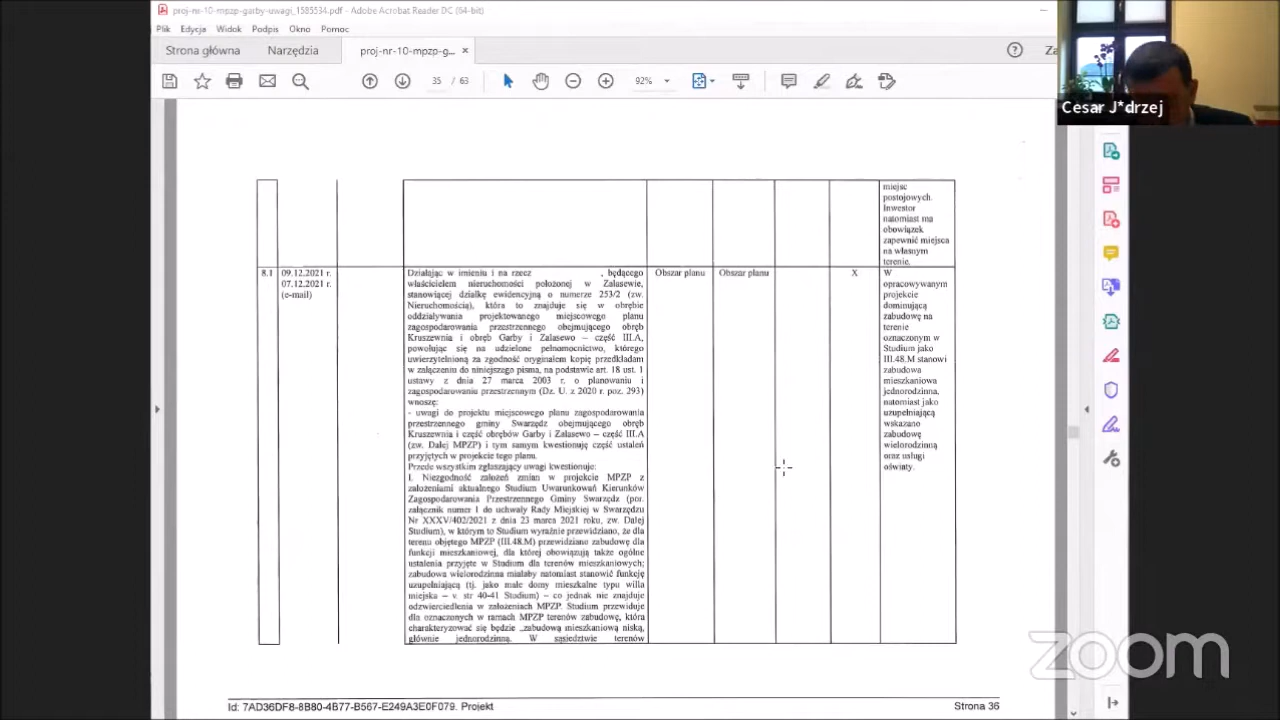 proj-nr-10-mpzp-garby-uwagi_1585534.pdf - Adobe Acrobat Reader DC (64-bit)
Plik Edycja Widok Podpis Okno Pomoc
Strona główna Narzędzia proj-nr-10-mpzp-g... × Za
35 / 63 92%
Cesar J*drzej
miejsc
postojowych.
Inwestor
natomiast ma
obowiązek
zapewnić miejsca
na własnym
terenie.
8.1
09.12.2021 r.
07.12.2021 r.
(e-mail)
Działając w imieniu i na rzecz , będącego
właścicielem nieruchomości położonej w Zalasewie,
stanowiącej działkę ewidencyjną o numerze 253/2 (zw.
Nieruchomością), która to znajduje się w obrębie
oddziaływania projektowanego miejscowego planu
zagospodarowania przestrzennego obejmującego obręb
Kruszewnia i obręb Garby i Zalasewo – część III.A,
powołując się na udzielone pełnomocnictwo, którego
uwierzytelnioną za zgodność oryginałem kopię przedkładam
w załączeniu do niniejszego pisma, na podstawie art. 18 ust. 1
ustawy z dnia 27 marca 2003 r. o planowaniu i
zagospodarowaniu przestrzennym (Dz. U. z 2020 r. poz. 293)
wnoszę:
- uwagi do projektu miejscowego planu zagospodarowania
przestrzennego gminy Swarzędz obejmującego obręb
Kruszewnia i część obrębów Garby i Zalasewo – część III.A
(zw. Dalej MPZP) i tym samym kwestionuję część ustaleń
przyjętych w projekcie tego planu.
Przede wszystkim zgłaszający uwagi kwestionuje:
I. Niezgodność założeń zmian w projekcie MPZP z
założeniami aktualnego Studium Uwarunkowań Kierunków
Zagospodarowania Przestrzennego Gminy Swarzędz (por.
załącznik numer 1 do uchwały Rady Miejskiej w Swarzędzu
Nr XXXV/402/2021 z dnia 23 marca 2021 roku, zw. Dalej
Studium), w którym to Studium wyraźnie przewidziano, że dla
terenu objętego MPZP (III.48.M) przewidziano zabudowę dla
funkcji mieszkaniowej, dla której obowiązują także ogólne
ustalenia przyjęte w Studium dla terenów mieszkaniowych;
zabudowa wielorodzinna miałaby natomiast stanowić funkcję
uzupełniającą (tj. jako małe domy mieszkalne typu willa
miejska – v. str 40-41 Studium) – co jednak nie znajduje
odzwierciedlenia w założeniach MPZP. Studium przewiduje
dla oznaczonych w ramach MPZP terenów zabudowę, która
charakteryzować się będzie „zabudową mieszkaniową niską,
głównie jednorodzinną. W sąsiedztwie terenów
Obszar planu
Obszar planu
X
W
opracowywanym
projekcie
dominującą
zabudowę na
terenie
oznaczonym w
Studium jako
III.48.M stanowi
zabudowa
mieszkaniowa
jednorodzinna,
natomiast jako
uzupełniającą
wskazano
zabudowę
wielorodzinną
oraz usługi
oświaty.
zoom
Id: 7AD36DF8-8B80-4B77-B567-E249A3E0F079. Projekt Strona 36